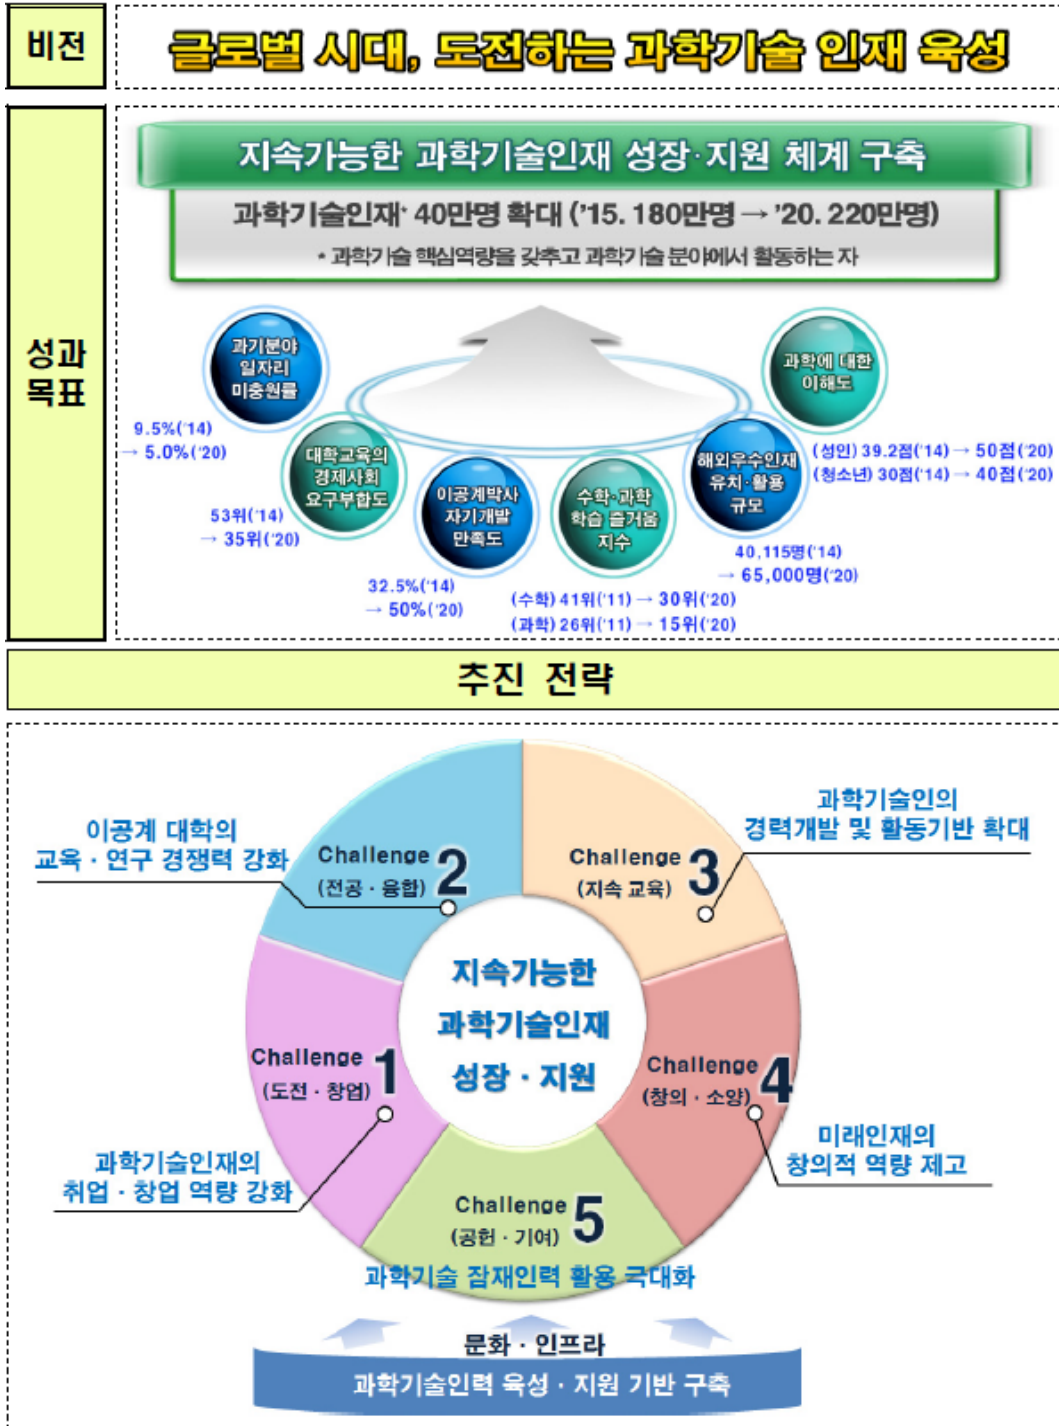 비전
글로벌 시대, 도전하는 과학기술 인재 육성
성과
목표
지속가능한 과학기술인재 성장·지원 체계 구축
과학기술인재* 40만명 확대 ('15. 180만명 → '20. 220만명)
* 과학기술 핵심역량을 갖추고 과학기술 분야에서 활동하는 자
과기분야
일자리
미충원률
9.5%('14)
→ 5.0%('20)
대학교육의
경제사회
요구부합도
53위('14)
→ 35위('20)
이공계박사
자기개발
만족도
32.5%('14)
→ 50%('20)
수학·과학
학습 즐거움
지수
(수학) 41위('11) → 30위('20)
(과학) 26위('11) → 15위('20)
해외우수인재
유치·활용
규모
40,115명('14)
→ 65,000명('20)
과학에 대한
이해도
(성인) 39.2점('14) → 50점('20)
(청소년) 30점('14) → 40점('20)
추진 전략
이공계 대학의
교육 · 연구 경쟁력 강화
Challenge 2
(전공 · 융합)
과학기술인의
경력개발 및 활동기반 확대
Challenge 3
(지속 교육)
지속가능한
과학기술인재
성장 · 지원
Challenge 1
(도전 · 창업)
과학기술인재의
취업 · 창업 역량 강화
Challenge 4
(창의 · 소양)
미래인재의
창의적 역량 제고
Challenge 5
(공헌 · 기여)
과학기술 잠재인력 활용 극대화
문화 · 인프라
과학기술인력 육성 · 지원 기반 구축